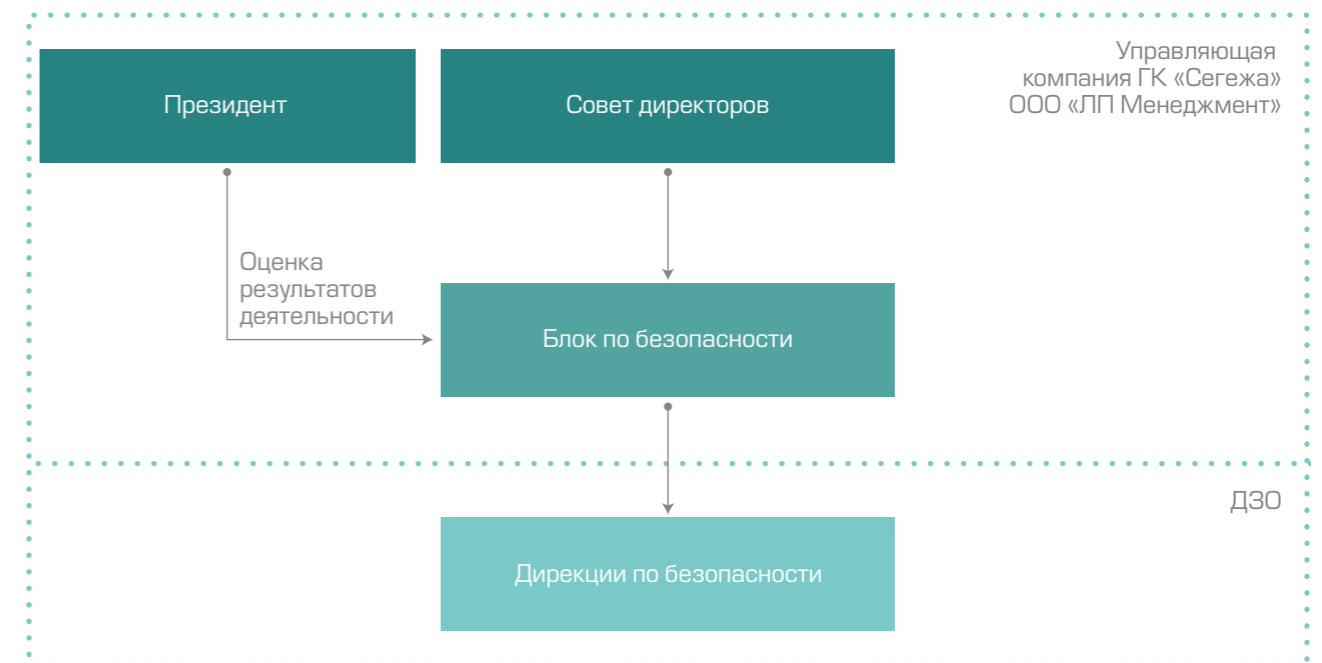 Управляющая
компания ГК «Сегежа»
ООО «ЛП Менеджмент»
Президент
Совет директоров
Оценка
результатов
деятельности
Блок по безопасности
ДЗО
Дирекции по безопасности